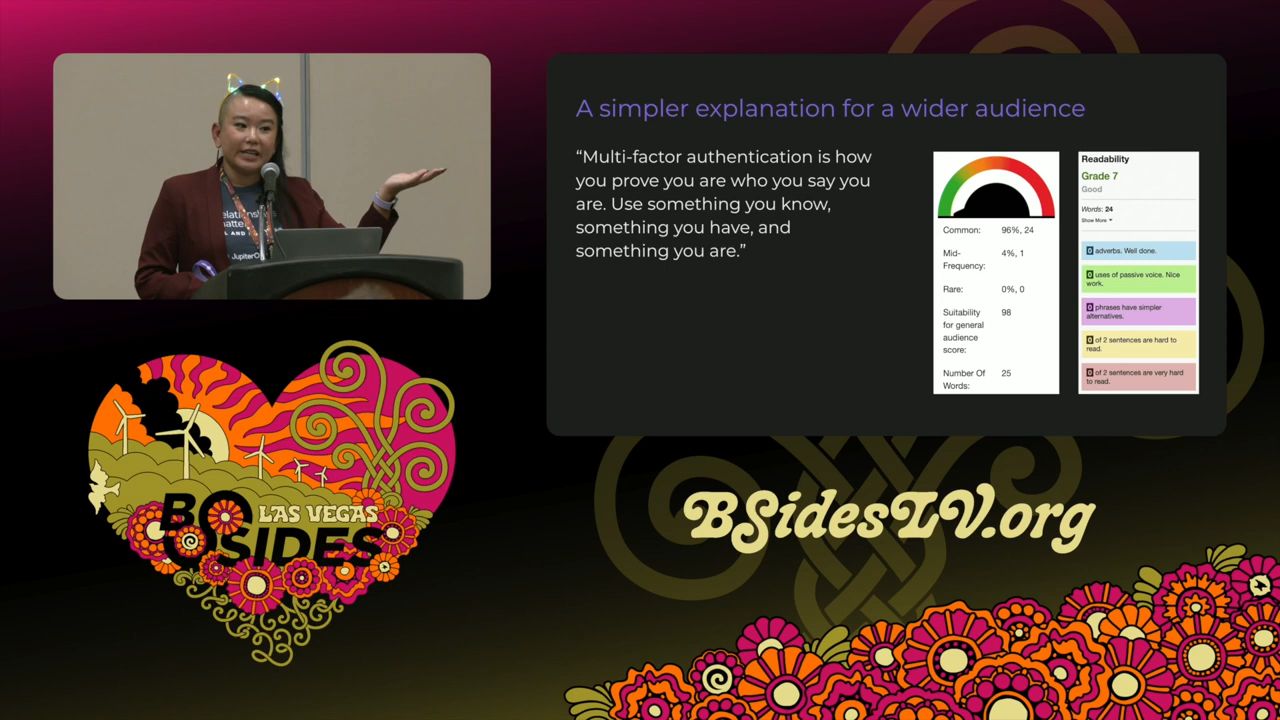 A simpler explanation for a wider audience
“Multi-factor authentication is how
you prove you are who you say you
are. Use something you know,
something you have, and
something you are.”
Common: 96%, 24
Mid-
Frequency: 4%, 1
Rare: 0%, 0
Suitability
for general
audience
score: 98
Number Of
Words: 25
Readability
Grade 7
Good
Words: 24
Show More
0 adverbs. Well done.
0 uses of passive voice. Nice
work.
0 phrases have simpler
alternatives.
0 of 2 sentences are hard to
read.
0 of 2 sentences are very hard
to read.
matter
JupiterO
BSIDES
LAS VEGAS
23
BSidesLV.org